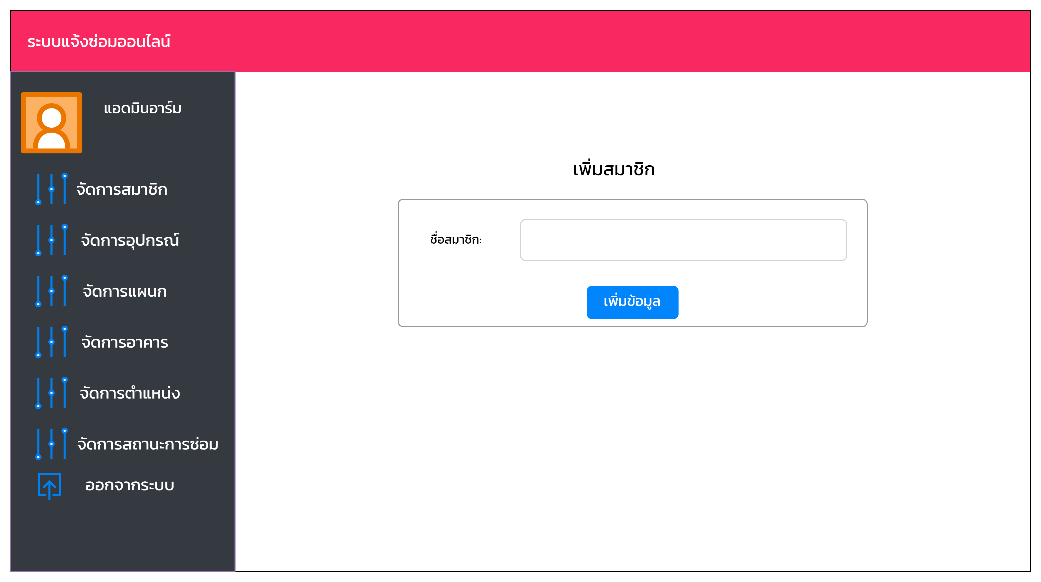 ระบบแจ้งซ่อมออนไลน์
แอดมินอาร์ม
จัดการสมาชิก
จัดการอุปกรณ์
จัดการแผนก
จัดการอาคาร
จัดการตำแหน่ง
จัดการสถานะการซ่อม
ออกจากระบบ
เพิ่มสมาชิก
ชื่อสมาชิก:
เพิ่มข้อมูล